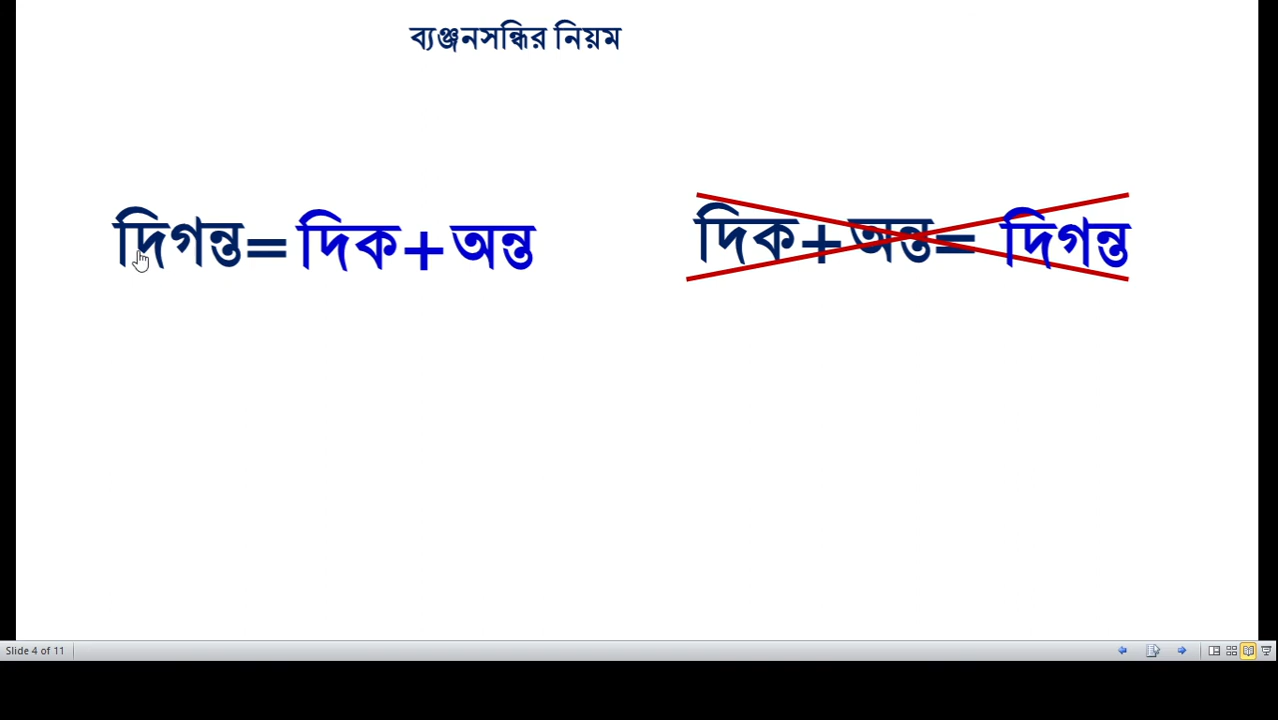 ব্যঞ্জনসন্ধির নিয়ম
দিগন্ত=দিক+অন্ত
দিক+অন্ত= দিগন্ত
Slide 4 of 11